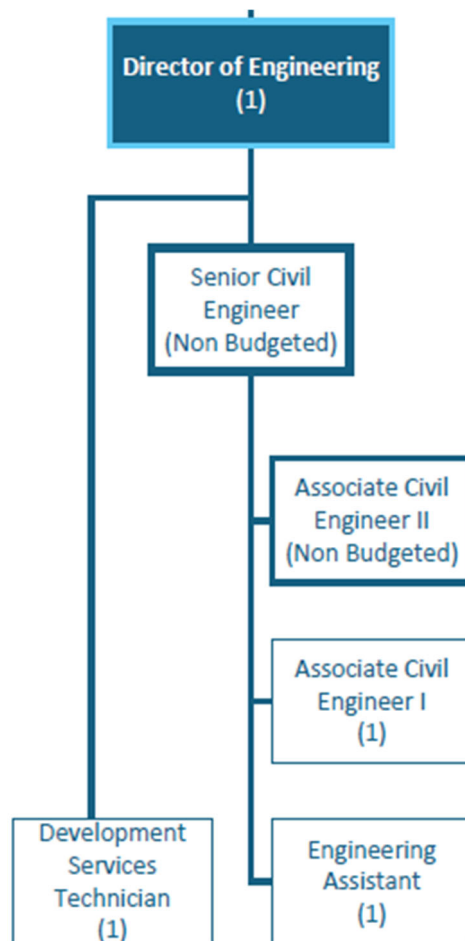 Director of Engineering
(1)
Senior Civil
Engineer
(Non Budgeted)
Associate Civil
Engineer II
(Non Budgeted)
Associate Civil
Engineer I
(1)
Development
Services
Technician
(1)
Engineering
Assistant
(1)